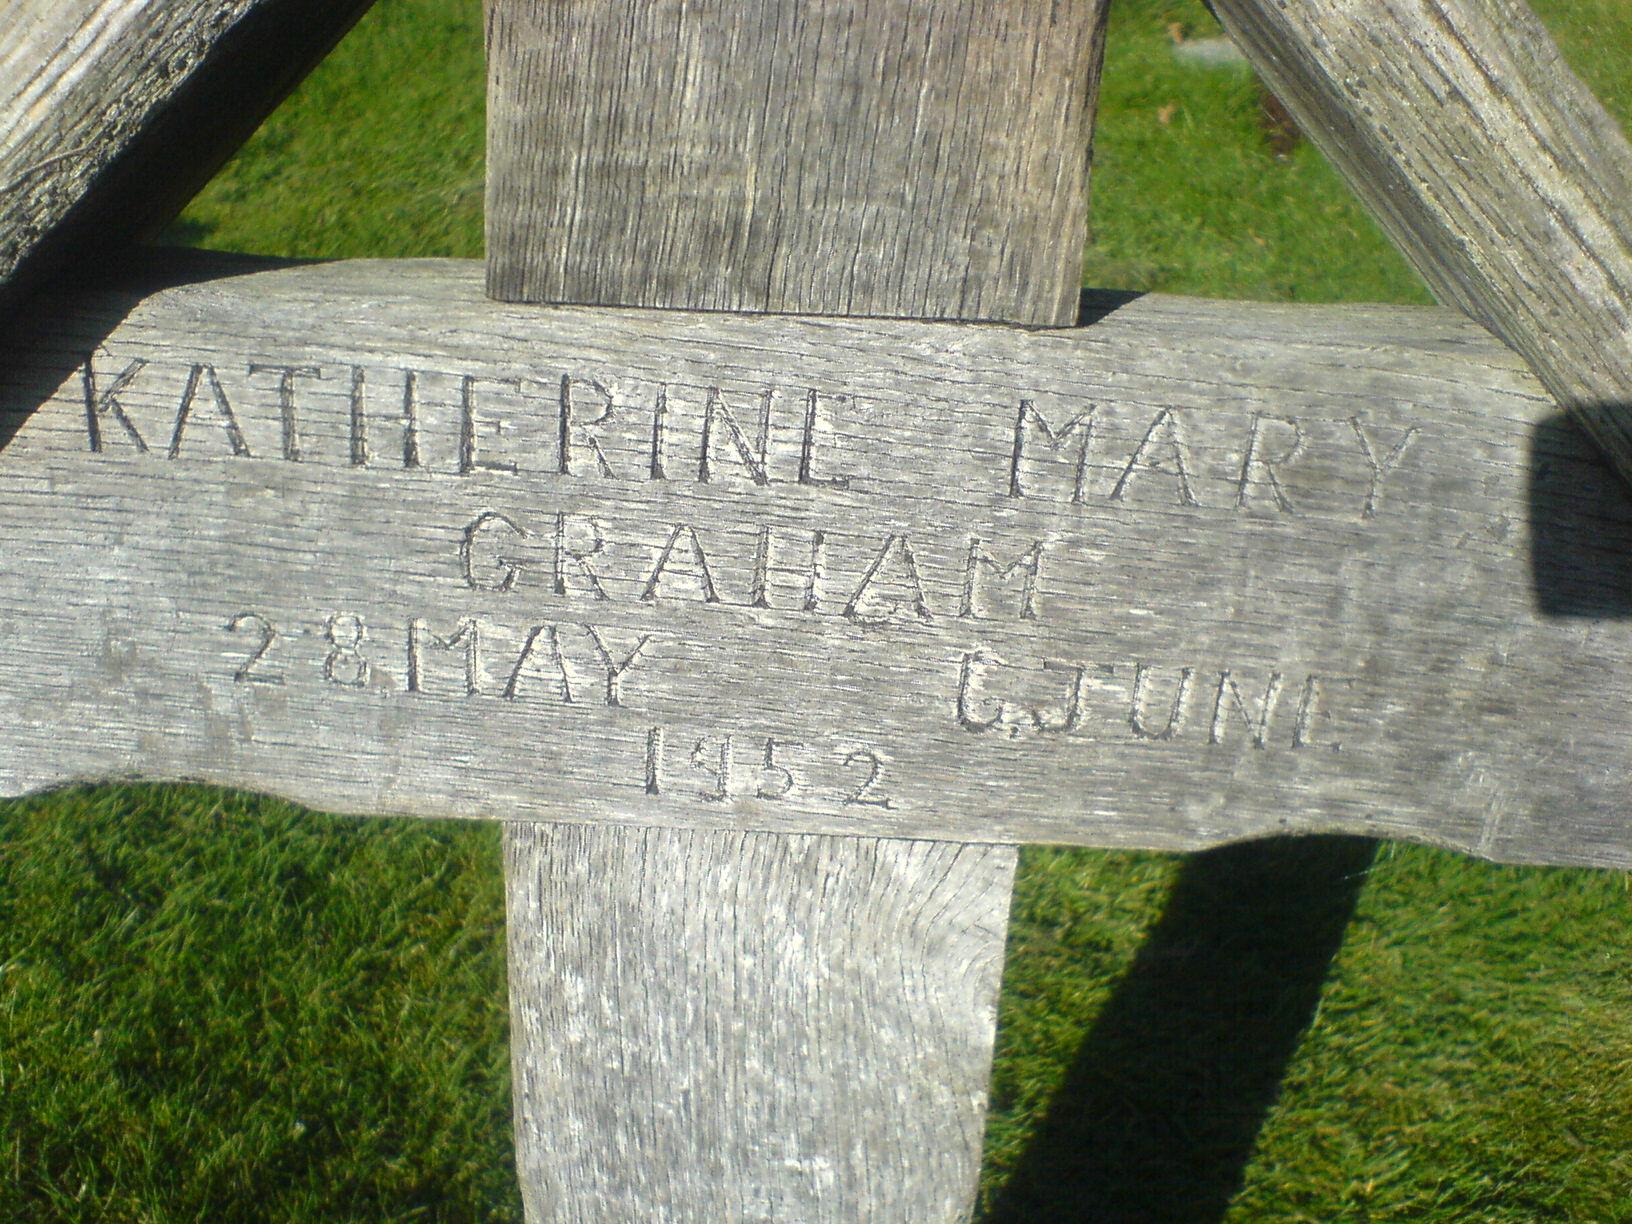 KATHERINE MARY
GRAHAM
28 MAY 6 JUNE
1952